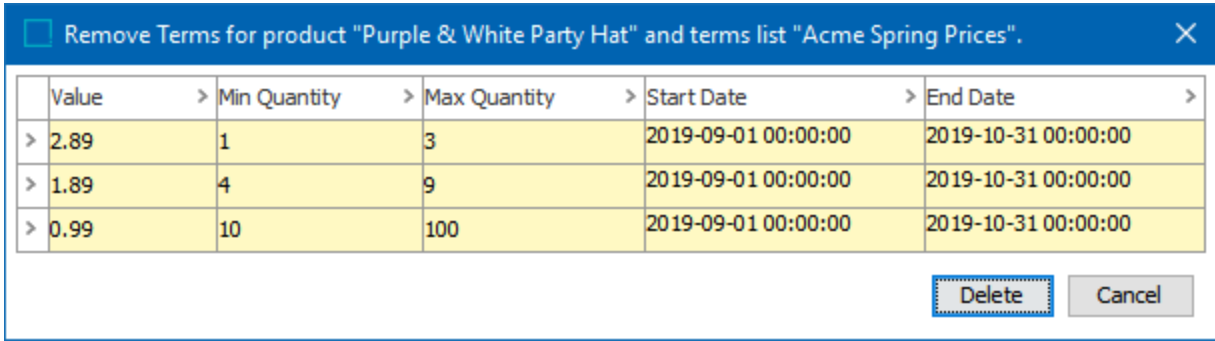 Remove Terms for product "Purple & White Party Hat" and terms list "Acme Spring Prices".
Value > Min Quantity > Max Quantity > Start Date > End Date >
> 2.89 1 3 2019-09-01 00:00:00 2019-10-31 00:00:00
> 1.89 4 9 2019-09-01 00:00:00 2019-10-31 00:00:00
> 0.99 10 100 2019-09-01 00:00:00 2019-10-31 00:00:00
Delete Cancel